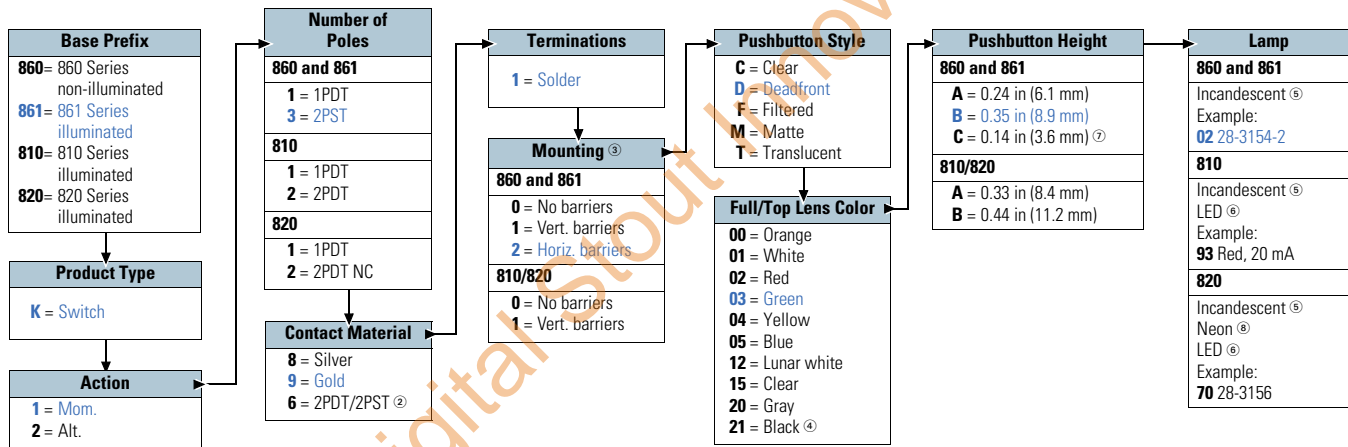 Base Prefix
860= 860 Series
non-illuminated
861= 861 Series
illuminated
810= 810 Series
illuminated
820= 820 Series
illuminated
Product Type
K = Switch
Action
1 = Mom.
2 = Alt.
Number of
Poles
860 and 861
1 = 1PDT
3 = 2PST
810
1 = 1PDT
2 = 2PDT
820
1 = 1PDT
2 = 2PDT NC
Contact Material
8 = Silver
9 = Gold
6 = 2PDT/2PST ②
Terminations
1 = Solder
Mounting ③
860 and 861
0 = No barriers
1 = Vert. barriers
2 = Horiz. barriers
810/820
0 = No barriers
1 = Vert. barriers
Pushbutton Style
C = Clear
D = Deadfront
F = Filtered
M = Matte
T = Translucent
Full/Top Lens Color
00 = Orange
01 = White
02 = Red
03 = Green
04 = Yellow
05 = Blue
12 = Lunar white
15 = Clear
20 = Gray
21 = Black ④
Pushbutton Height
860 and 861
A = 0.24 in (6.1 mm)
B = 0.35 in (8.9 mm)
C = 0.14 in (3.6 mm) ⑦
810/820
A = 0.33 in (8.4 mm)
B = 0.44 in (11.2 mm)
Lamp
860 and 861
Incandescent ⑤
Example:
02 28-3154-2
810
Incandescent ⑤
LED ⑥
Example:
93 Red, 20 mA
820
Incandescent ⑤
Neon ⑧
LED ⑥
Example:
70 28-3156
igital Stout Innov